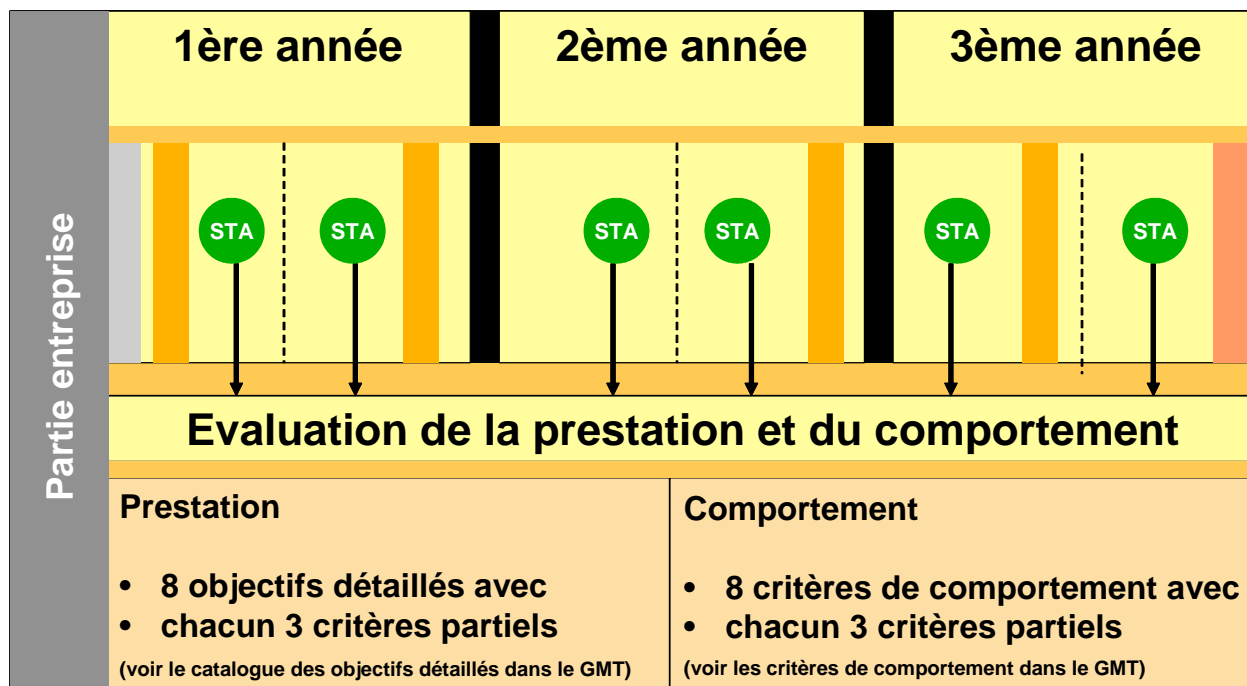 1ère année
2ème année
3ème année
Partie entreprise
STA
STA
STA
STA
STA
STA
Evaluation de la prestation et du comportement
Prestation
• 8 objectifs détaillés avec
• chacun 3 critères partiels
(voir le catalogue des objectifs détaillés dans le GMT)
Comportement
• 8 critères de comportement avec
• chacun 3 critères partiels
(voir les critères de comportement dans le GMT)